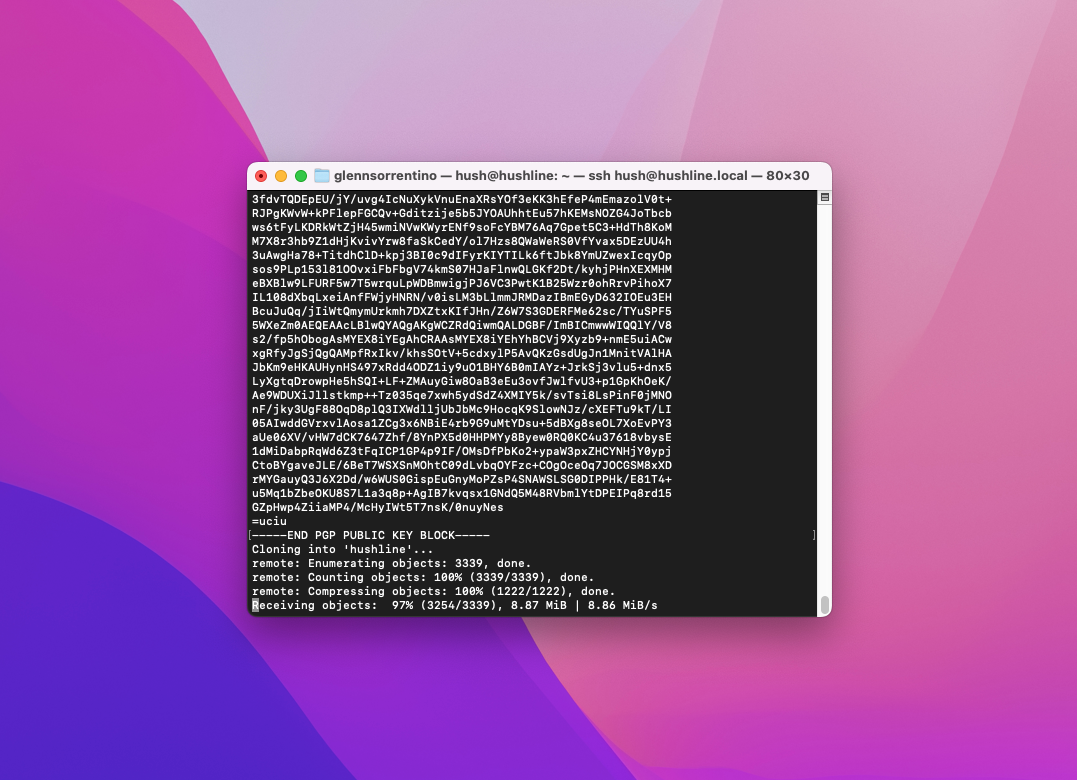 glennsorrentino — hush@hushline: ~ — ssh hush@hushline.local — 80×30
3fdvTQDEpEU/jY/uvg4IcNuXykVnuEnaXRsYOf3eKK3hEfeP4mEmazolV0t+
RJPgKWvW+kPFlepFGCQv+Gditzije5b5JYOAUhhtEu57hKEMsNOZG4JoTbcb
ws6tFyLKDRkWtZjH45wmiNVwKWyrENf9soFcYBM76Aq7Gpet5C3+HdTh8KoM
M7X8r3hb9Z1dHjKvivYrw8faSkCedY/ol7Hzs8QWaWeRS0VfYvax5DEzUU4h
3uAwgHa78+TitdhClD+kpj3BI0c9dIFyrKIYTILk6ftJbk8YmUZwexIcqyOp
sos9PLp153l81OOvxiFbFbgV74kmS07HJaFlnwQLGKf2Dt/kyhjPHnXEXMHM
eBXBlw9LFURF5w7T5wrquLpWDBmwigjPJ6VC3PwtK1B25Wzr0ohRrvPihoX7
IL108dXbqLxeiAnfFWjyHNRN/v0isLM3bLlmmJRMDazIBmEGyD632IOEu3EH
BcuJuQq/jIiWtQmymUrkmh7DXZtxKIfJHn/Z6W7S3GDERFMe62sc/TYuSPF5
5WXeZm0AEQEAAcLBlwQYAQgAKgWCZRdQiwmQALDGBF/ImBICmwwWIQQlY/V8
s2/fp5hObogAsMYEX8iYEgAhCRAAsMYEX8iYEhYhBCVj9Xyzb9+nmE5uiACw
xgRfyJgSjQgQAMpfRxIkv/khsSOtV+5cdxylP5AvQKzGsdUgJn1MnitVAlHA
JbKm9eHKAUHynHS497xRdd4ODZ1iy9uO1BHY6B0mIAYz+JrkSj3vlu5+dnx5
LyXgtqDrowpHe5hSQI+LF+ZMAuyGiw8OaB3eEu3ovfJwlfvU3+p1GpKhOeK/
Ae9WDUXiJllstkmp++Tz035qe7xwh5ydSdZ4XMIY5k/svTsi8LsPinF0jMNO
nF/jky3UgF88OqD8plQ3IXWdlljUbJbMc9HocqK9SlowNJz/cXEFTu9kT/LI
05AIwddGVrxvlAosa1ZCg3x6NBiE4rb9G9uMtYDsu+5dBXg8seOL7XoEvPY3
aUe06XV/vHW7dCK7647Zhf/8YnPX5d0HHPMYy8Byew0RQ0KC4u37618vbysE
1dMiDabpRqWd6Z3tFqICP1GP4p9IF/OMsDfPbKo2+ypaW3pxZHCYNHjY0ypj
CtoBYgaveJLE/6BeT7WSXSnMOhtC09dLvbqOYFzc+COgOceOq7JOCGSM8xXD
rMYGauyQ3J6X2Dd/w6WUS0GispEuGnyMoPZsP4SNAWSLSG0DIPPHk/E81T4+
u5Mq1bZbeOKU8S7L1a3q8p+AgIB7kvqsx1GNdQ5M48RVbmlYtDPEIPq8rd15
GZpHwp4ZiiaMP4/McHyIWt5T7nsK/0nuyNes
=uciu
-----END PGP PUBLIC KEY BLOCK-----
Cloning into 'hushline'...
remote: Enumerating objects: 3339, done.
remote: Counting objects: 100% (3339/3339), done.
remote: Compressing objects: 100% (1222/1222), done.
Receiving objects:  97% (3254/3339), 8.87 MiB | 8.86 MiB/s